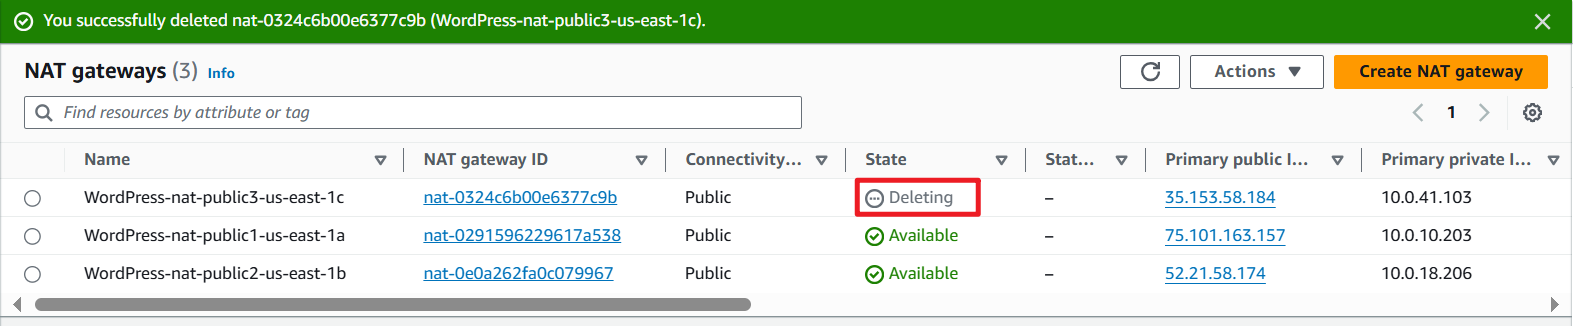 You successfully deleted nat-0324c6b00e6377c9b (WordPress-nat-public3-us-east-1c).
NAT gateways (3) Info
Actions
Create NAT gateway
Find resources by attribute or tag
1
Name NAT gateway ID Connectivity... State Stat... Primary public I... Primary private I...
WordPress-nat-public3-us-east-1c nat-0324c6b00e6377c9b Public Deleting – 35.153.58.184 10.0.41.103
WordPress-nat-public1-us-east-1a nat-0291596229617a538 Public Available – 75.101.163.157 10.0.10.203
WordPress-nat-public2-us-east-1b nat-0e0a262fa0c079967 Public Available – 52.21.58.174 10.0.18.206